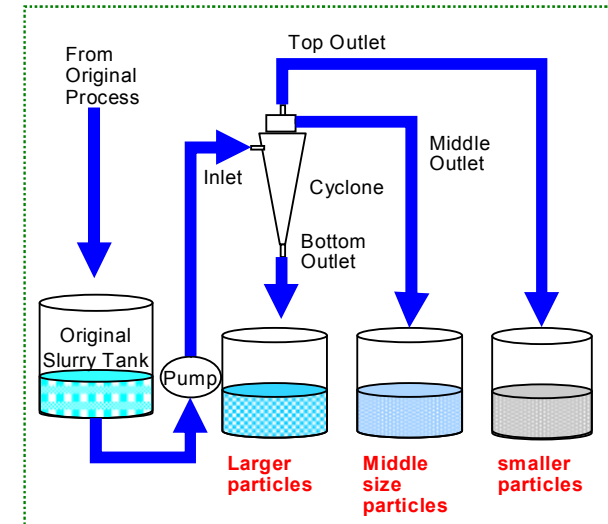 Top Outlet
From
Original
Process
Middle
Outlet
Inlet
Cyclone
Bottom
Outlet
Original
Slurry Tank
Pump
Larger
particles
Middle
size
particles
smaller
particles